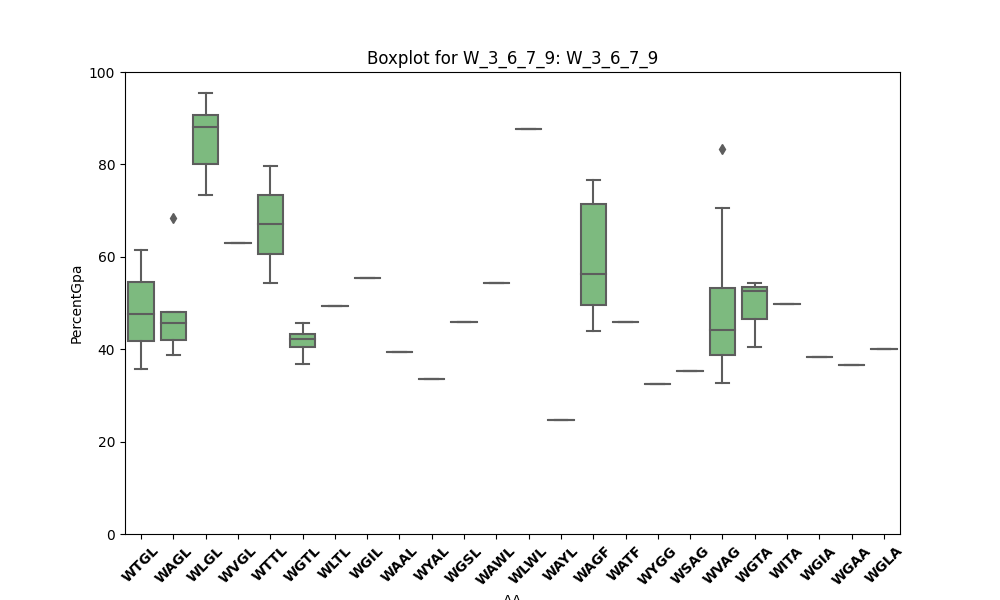 Boxplot for W_3_6_7_9: W_3_6_7_9
PercentGpa
100
80
60
40
20
0
WTGL
WAGL
WLGL
WVGL
WTTL
WGTL
WLTL
WGIL
WAAL
WYAL
WGSL
WAWL
WLWL
WAYL
WAGF
WATF
WYGG
WSAG
WVAG
WGTA
WITA
WGIA
WGAA
WGLA
AA